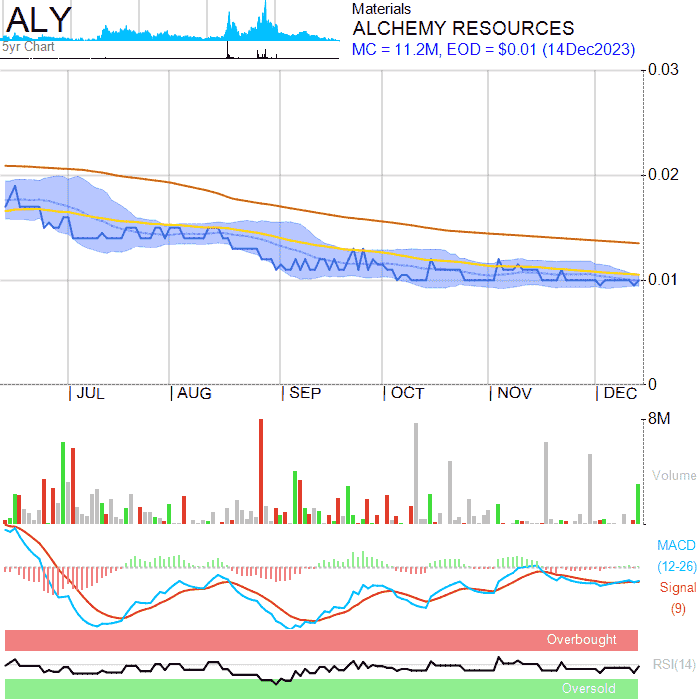 ALY
5yr Chart
Materials
ALCHEMY RESOURCES
MC = 11.2M, EOD = $0.01 (14Dec2023)
0.03
0.02
0.01
0
JUL AUG SEP OCT NOV DEC
8M
Volume
MACD
(12-26)
Signal
(9)
Overbought
RSI(14)
Oversold